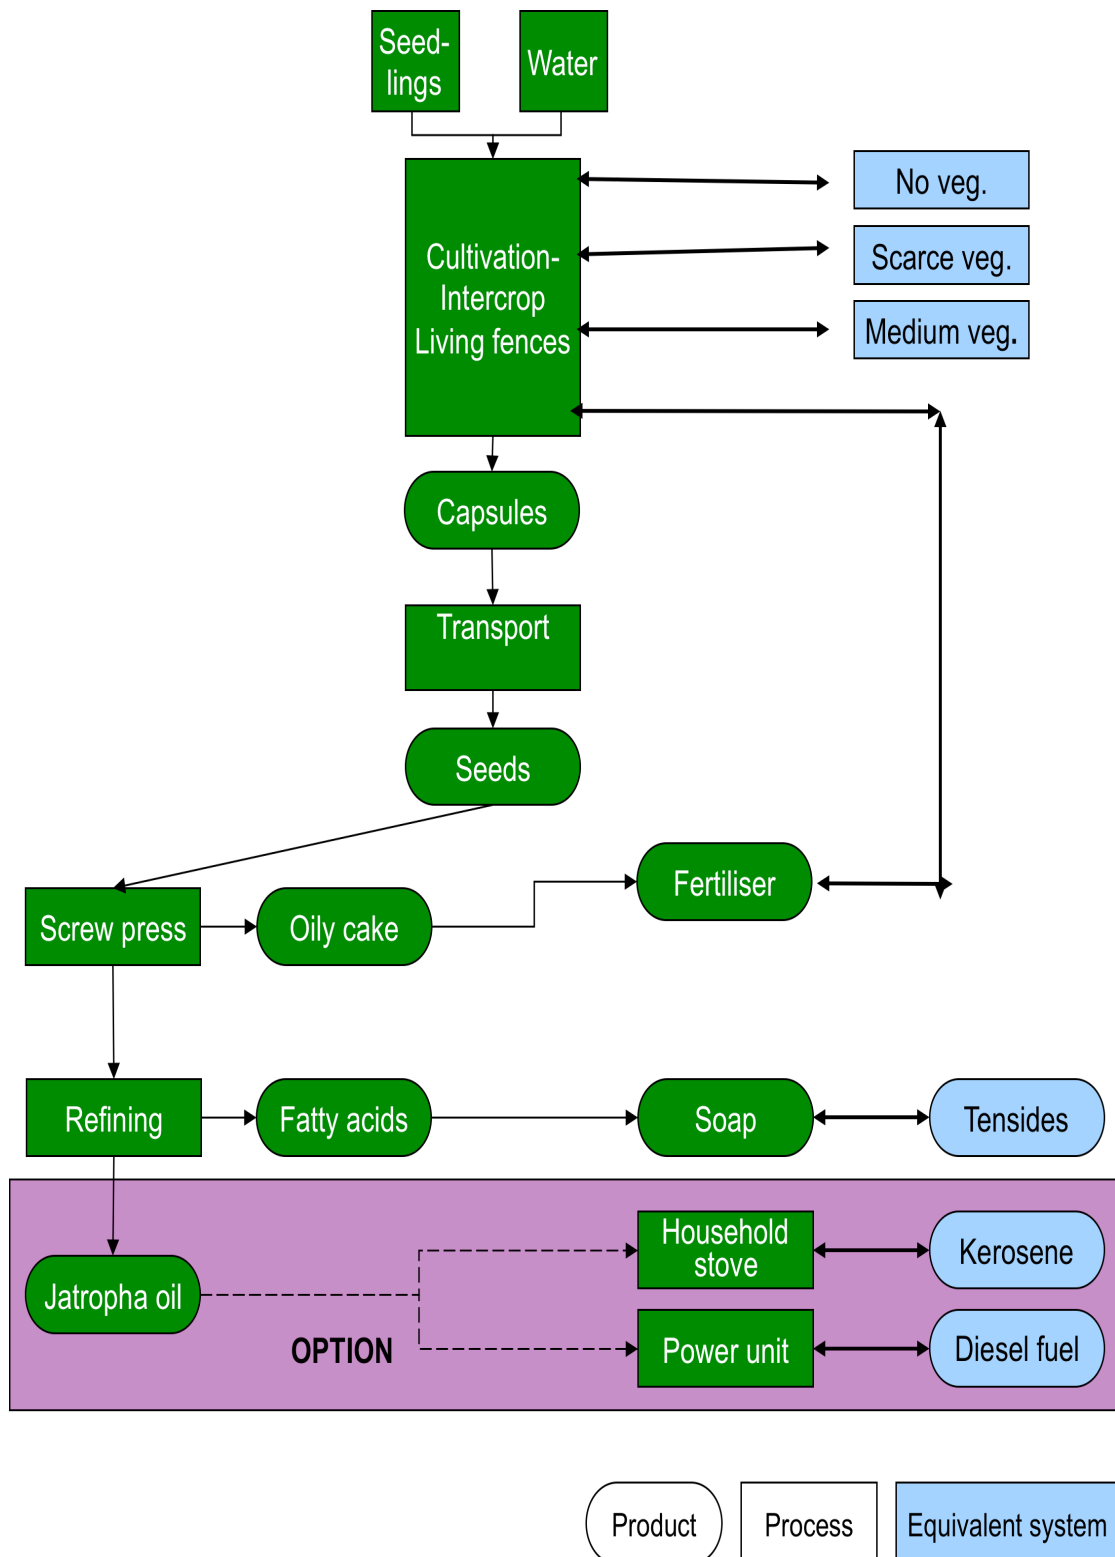 Seed-
lings
Water
No veg.
Scarce veg.
Medium veg.
Cultivation-
Intercrop
Living fences
Capsules
Transport
Seeds
Fertiliser
Screw press
Oily cake
Refining
Fatty acids
Soap
Tensides
Household
stove
Kerosene
Jatropha oil
OPTION
Power unit
Diesel fuel
Product
Process
Equivalent system